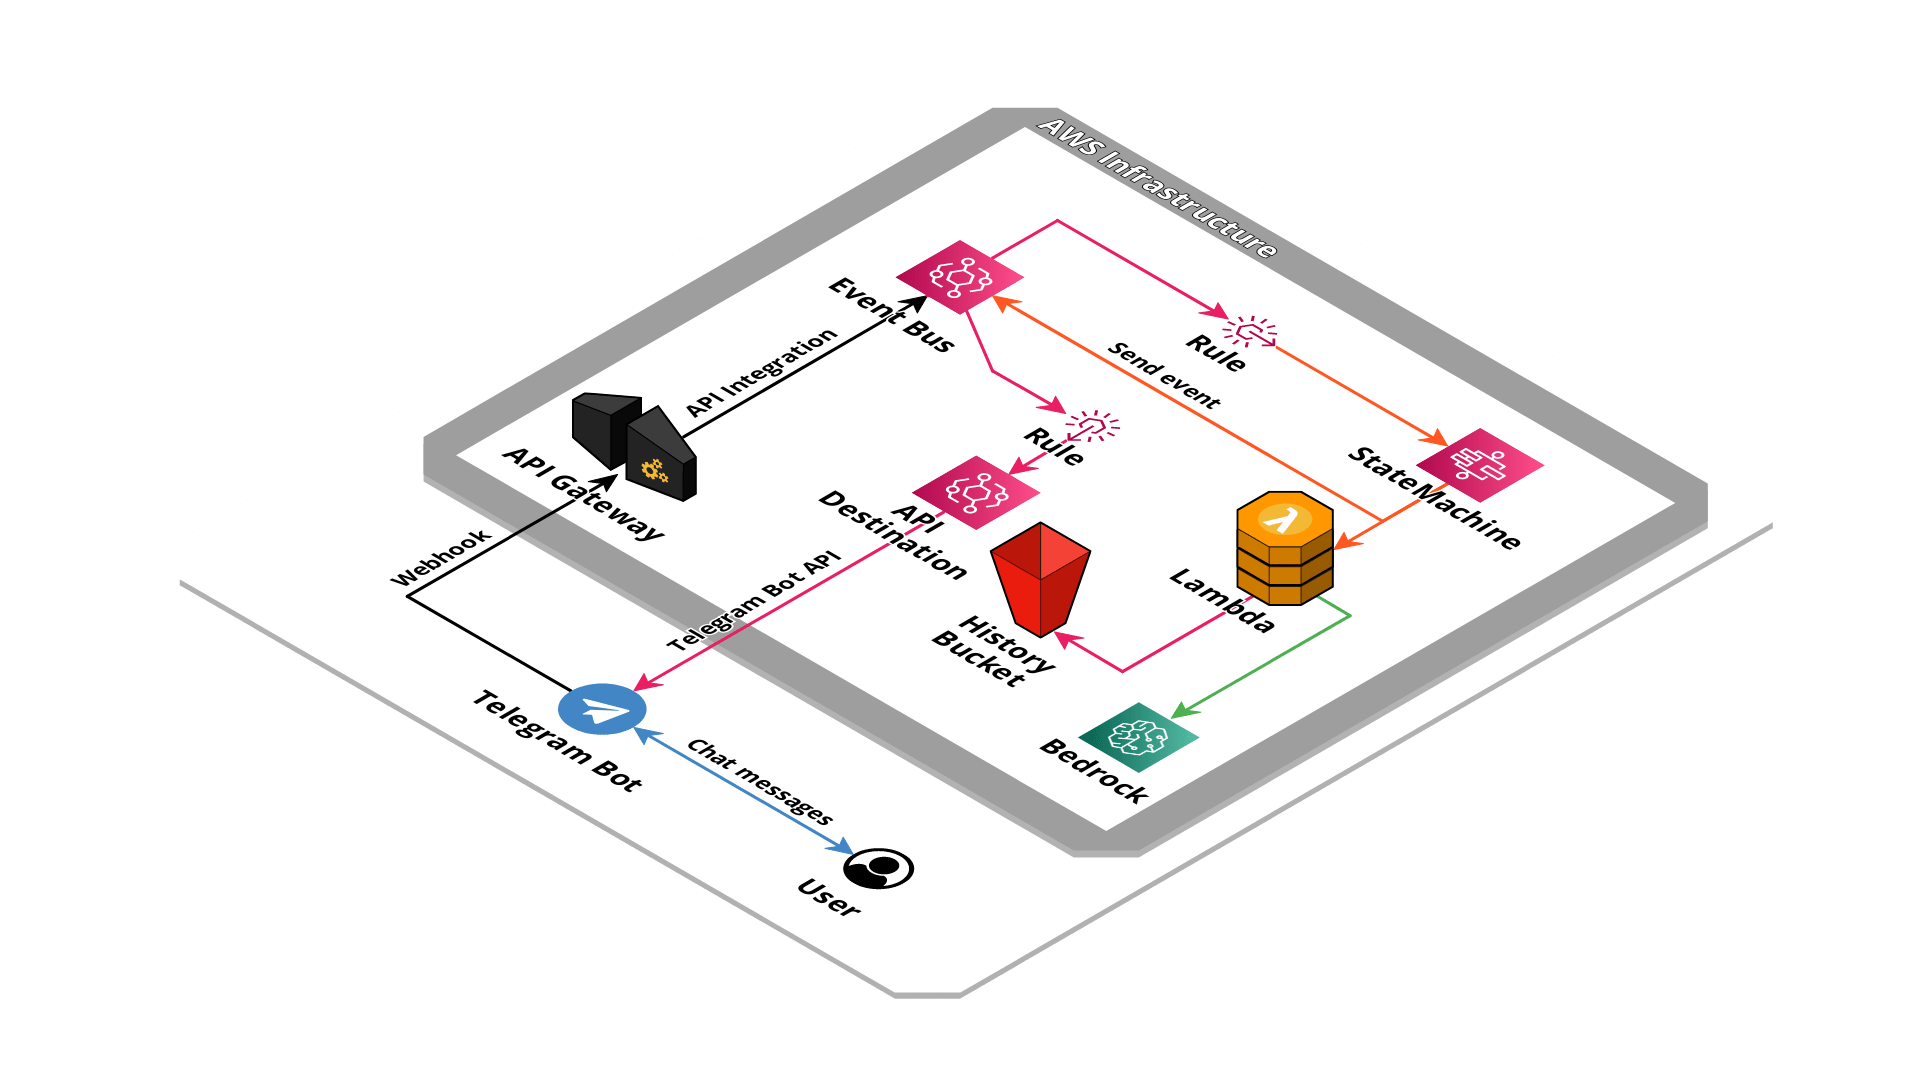 AWS Infrastructure
Event Bus
Rule
Send event
API Integration
Rule
StateMachine
API Gateway
API
Destination
Webhook
Telegram Bot API
Lambda
History
Bucket
Telegram Bot
Chat messages
Bedrock
User